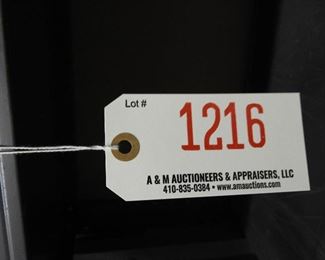 Lot #
1216
A & M AUCTIONEERS & APPRAISERS, LLC
410-835-0384 • www.amauctions.com